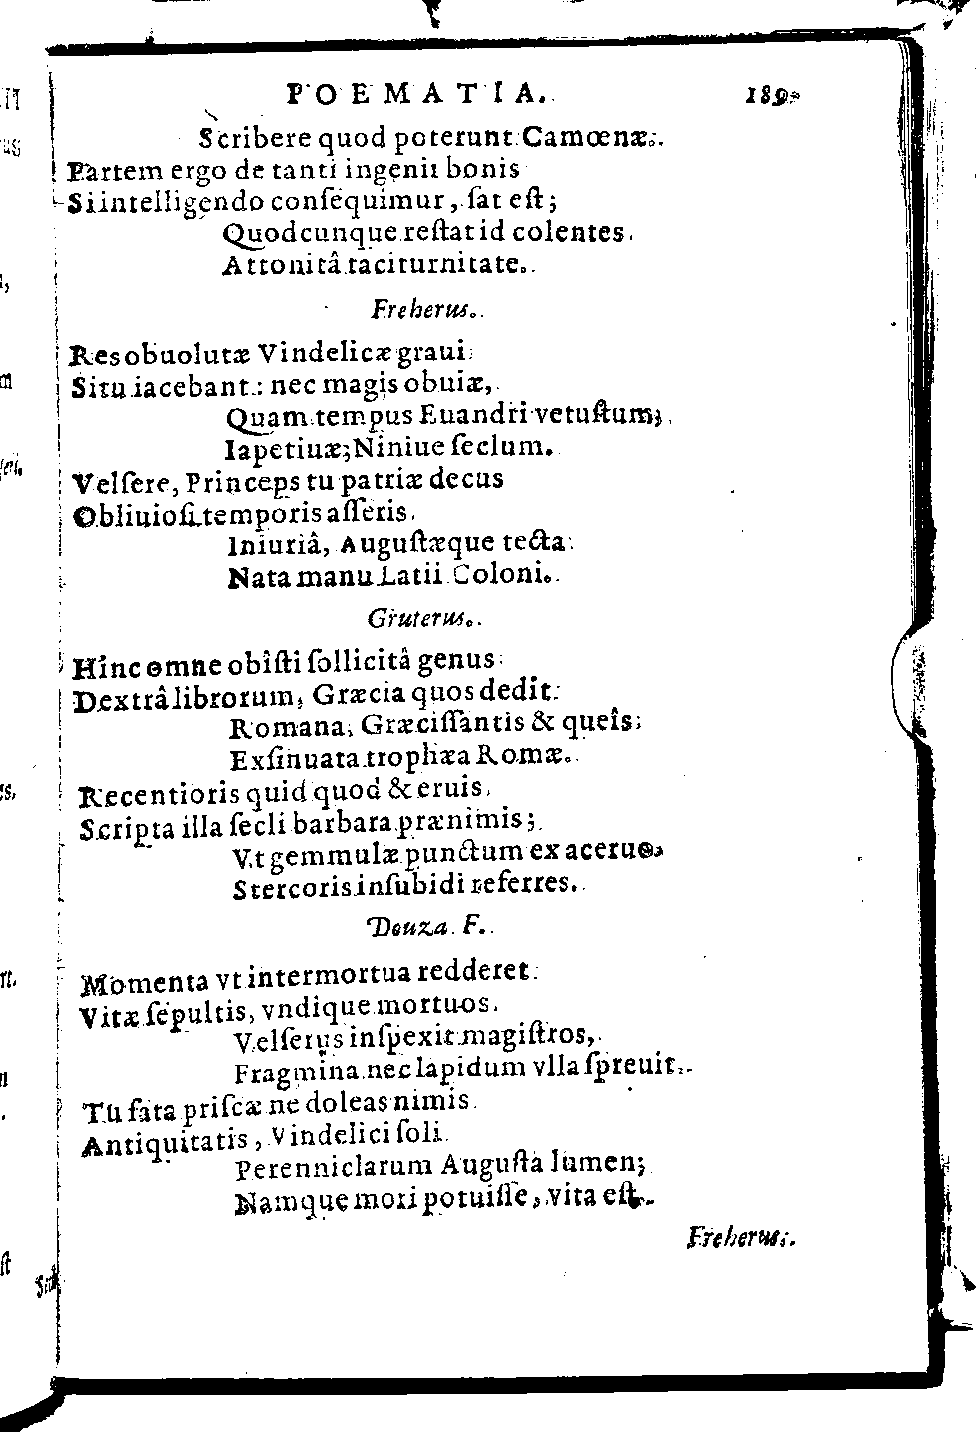 POEMATIA. 189
Scribere quod poterunt Camœnæ.
Partem ergo de tanti ingenii bonis
Si intelligendo conſequimur, ſat eſt;
Quodcunque reſtat id colentes
Attonitâ taciturnitate.
Freherus.
Res obuolutæ Vindelicæ graui
Situ iacebant: nec magis obuiæ,
Quam tempus Euandri vetuſtum,
Iapetiuæ; Niniue ſeclum.
Velſere, Princeps tu patriæ decus
Obliuioſi temporis aſſeris
Iniuriâ, Auguſtæque tecta
Nata manu Latii Coloni.
Gruterus.
Hinc omne obîſti ſollicitâ genus
Dextrâ librorum, Græcia quos dedit
Romana, Græciſſantis & queîs
Exſinuata trophæa Romæ.
Recentioris quid quod & eruis
Scripta illa ſecli barbara prænimis;
Vt gemmulæ punctum ex aceruo
Stercoris inſubidi referres.
Douza F.
Momenta vt intermortua redderet
Vitæ ſepultis, vndique mortuos
Velſerus inſpexit magiſtros,
Fragmina nec lapidum vlla ſpreuit.
Tu fata priſcæ ne doleas nimis
Antiquitatis, Vindelici ſoli
Perenni clarum Auguſta lumen;
Namque mori potuiſſe, vita eſt.
Freherus.